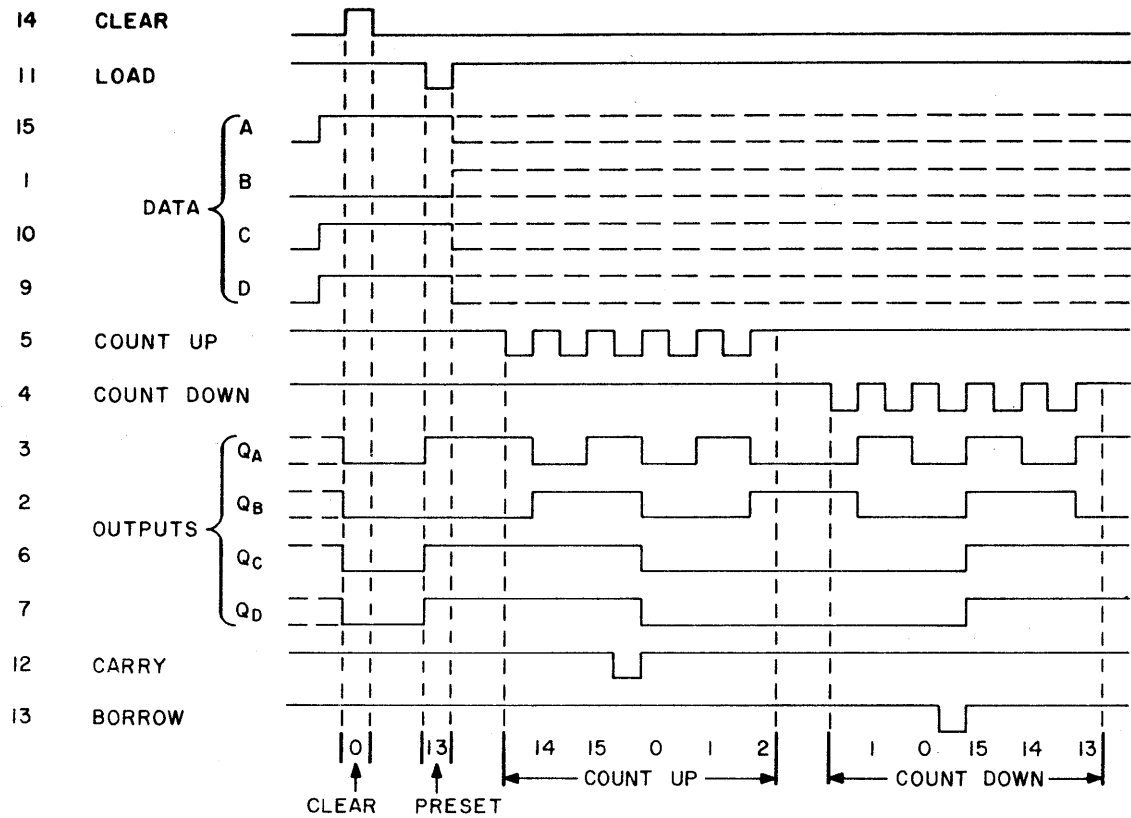 14 CLEAR
11 LOAD
15 A
1 B
DATA
10 C
9 D
5 COUNT UP
4 COUNT DOWN
3 QA
2 QB
OUTPUTS
6 QC
7 QD
12 CARRY
13 BORROW
0 13 14 15 0 1 2 1 0 15 14 13
COUNT UP COUNT DOWN
CLEAR PRESET